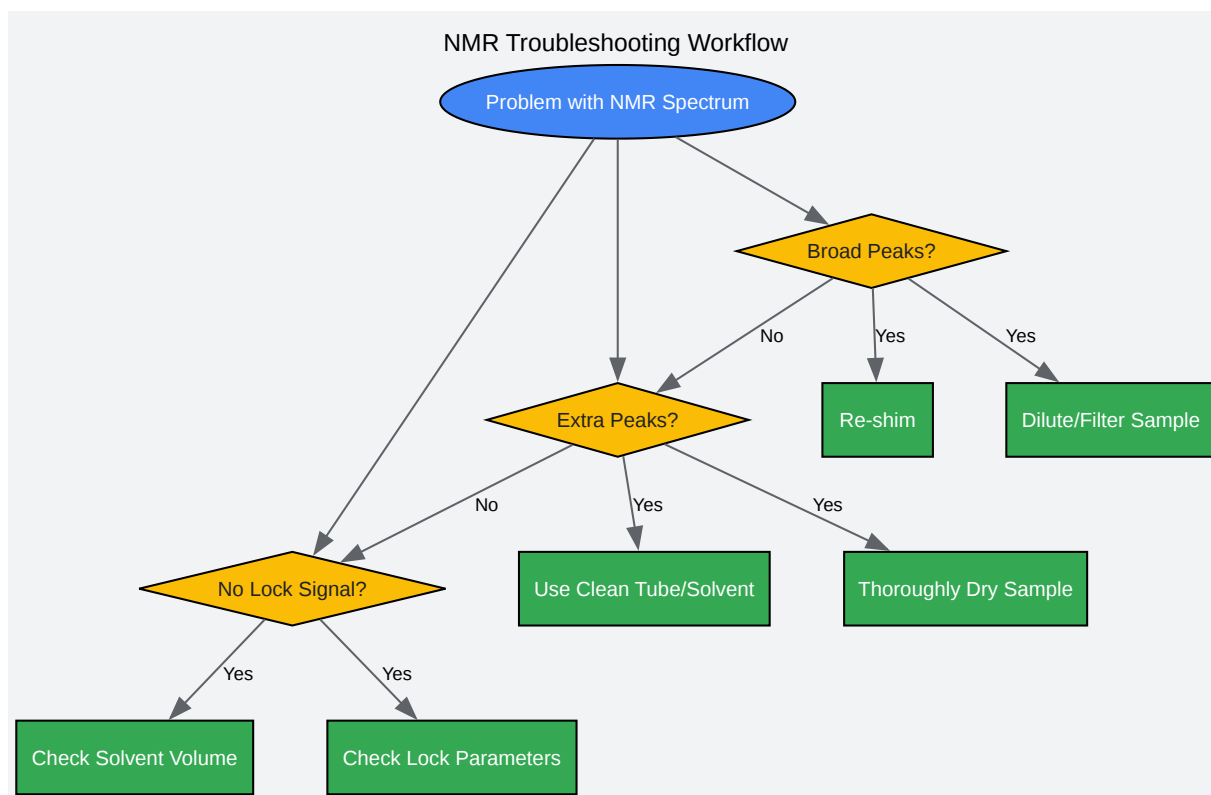 NMR Troubleshooting Workflow
Problem with NMR Spectrum
Broad Peaks?
No
Yes
Yes
Extra Peaks?
Re-shim
Dilute/Filter Sample
No
Yes
Yes
No Lock Signal?
Use Clean Tube/Solvent
Thoroughly Dry Sample
Yes
Yes
Check Solvent Volume
Check Lock Parameters